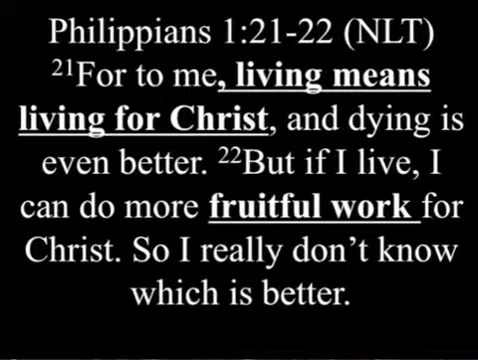 Philippians 1:21-22 (NLT)
²¹For to me, living means
living for Christ, and dying is
even better. ²²But if I live, I
can do more fruitful work for
Christ. So I really don’t know
which is better.